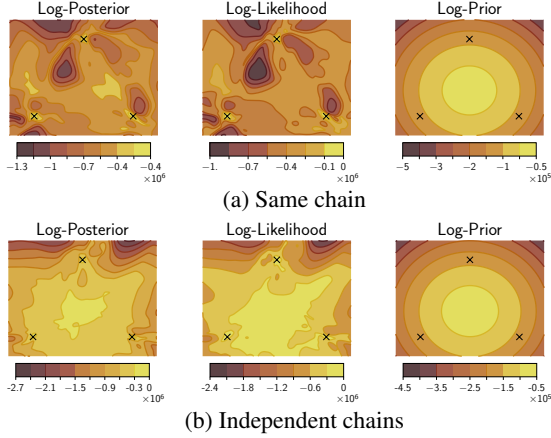 Log-Posterior Log-Likelihood Log-Prior
−1.3 −1 −0.7 −0.4 −0.4 −1 −0.7 −0.4 −0.1 0 −5 −3.5 −2 −0.5
×10⁶ ×10⁶ ×10⁵
(a) Same chain
Log-Posterior Log-Likelihood Log-Prior
−2.7 −2.1 −1.5 −0.9 −0.3 0 −2.4 −1.8 −1.2 −0.6 0 −4.5 −3.5 −2.5 −1.5 −0.5
×10⁶ ×10⁶ ×10⁵
(b) Independent chains